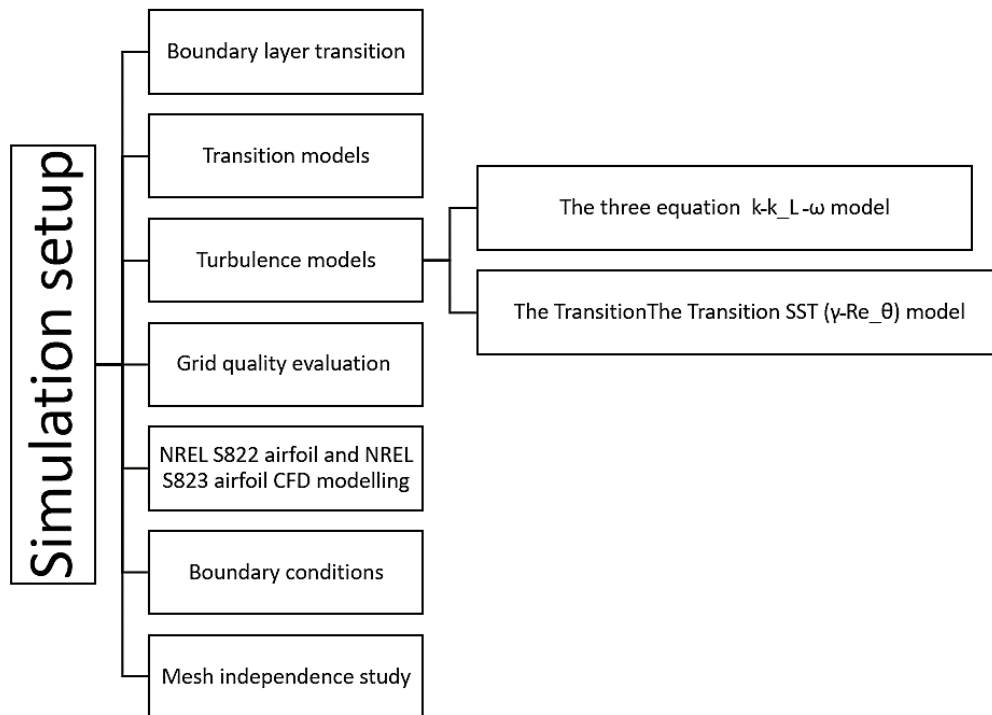 Simulation setup
Boundary layer transition
Transition models
Turbulence models
The three equation k-k_L-ω model
The TransitionThe Transition SST (γ-Re_θ) model
Grid quality evaluation
NREL S822 airfoil and NREL
S823 airfoil CFD modelling
Boundary conditions
Mesh independence study